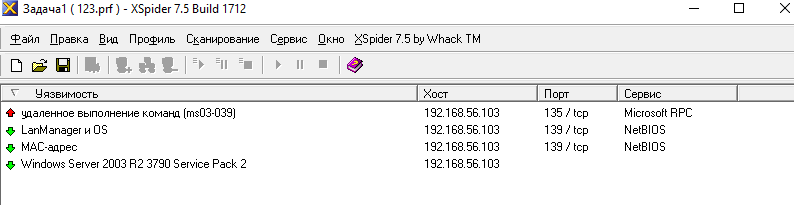 Задача1 ( 123.prf ) - XSpider 7.5 Build 1712
Файл Правка Вид Профиль Сканирование Сервис Окно XSpider 7.5 by Whack TM
Уязвимость Хост Порт Сервис
удаленное выполнение команд (ms03-039) 192.168.56.103 135 / tcp Microsoft RPC
LanManager и OS 192.168.56.103 139 / tcp NetBIOS
MAC-адрес 192.168.56.103 139 / tcp NetBIOS
Windows Server 2003 R2 3790 Service Pack 2 192.168.56.103